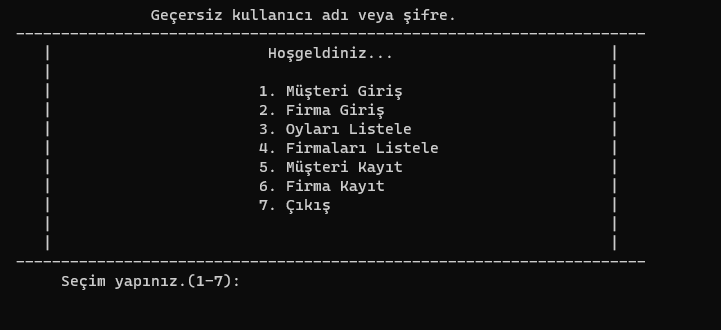 Geçersiz kullanıcı adı veya şifre.
Hoşgeldiniz...
1. Müşteri Giriş
2. Firma Giriş
3. Oyları Listele
4. Firmaları Listele
5. Müşteri Kayıt
6. Firma Kayıt
7. Çıkış
Seçim yapınız.(1-7):